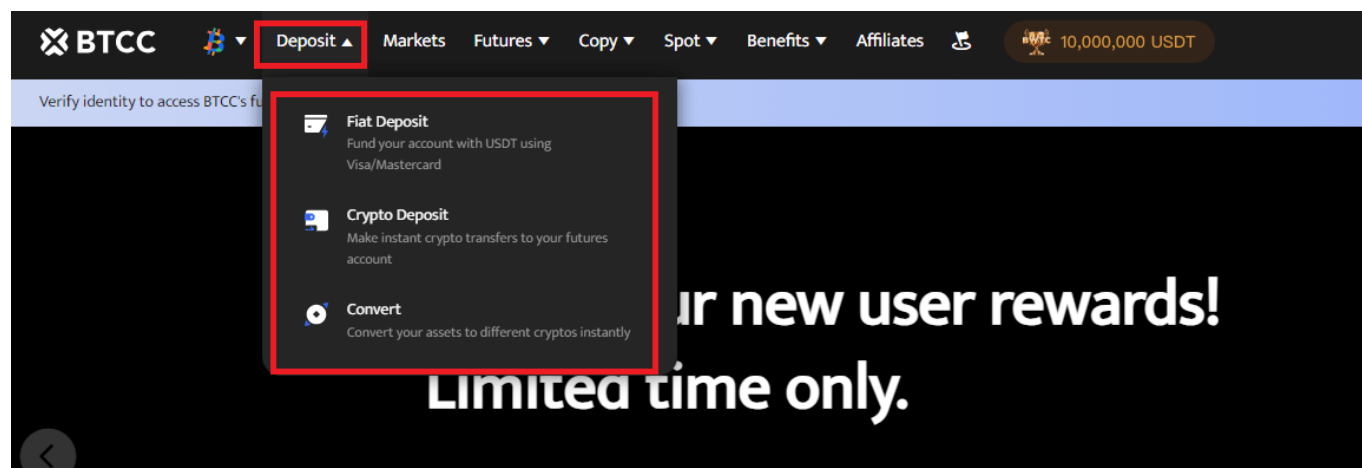 BTCC Deposit Markets Futures Copy Spot Benefits Affiliates 10,000,000 USDT
Verify identity to access BTCC's fu
Fiat Deposit
Fund your account with USDT using
Visa/Mastercard
Crypto Deposit
Make instant crypto transfers to your futures
account
Convert
Convert your assets to different cryptos instantly
ur new user rewards!
Limited time only.